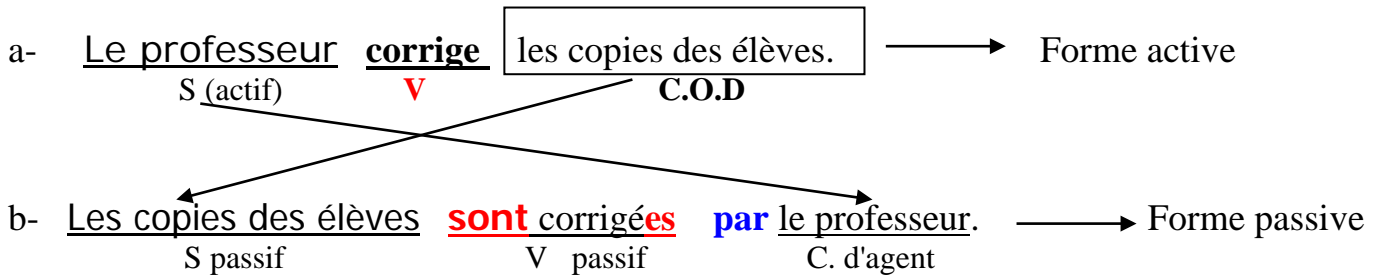 a- Le professeur corrige les copies des élèves. Forme active
S (actif) V C.O.D
b- Les copies des élèves sont corrigées par le professeur. Forme passive
S passif V passif C. d'agent